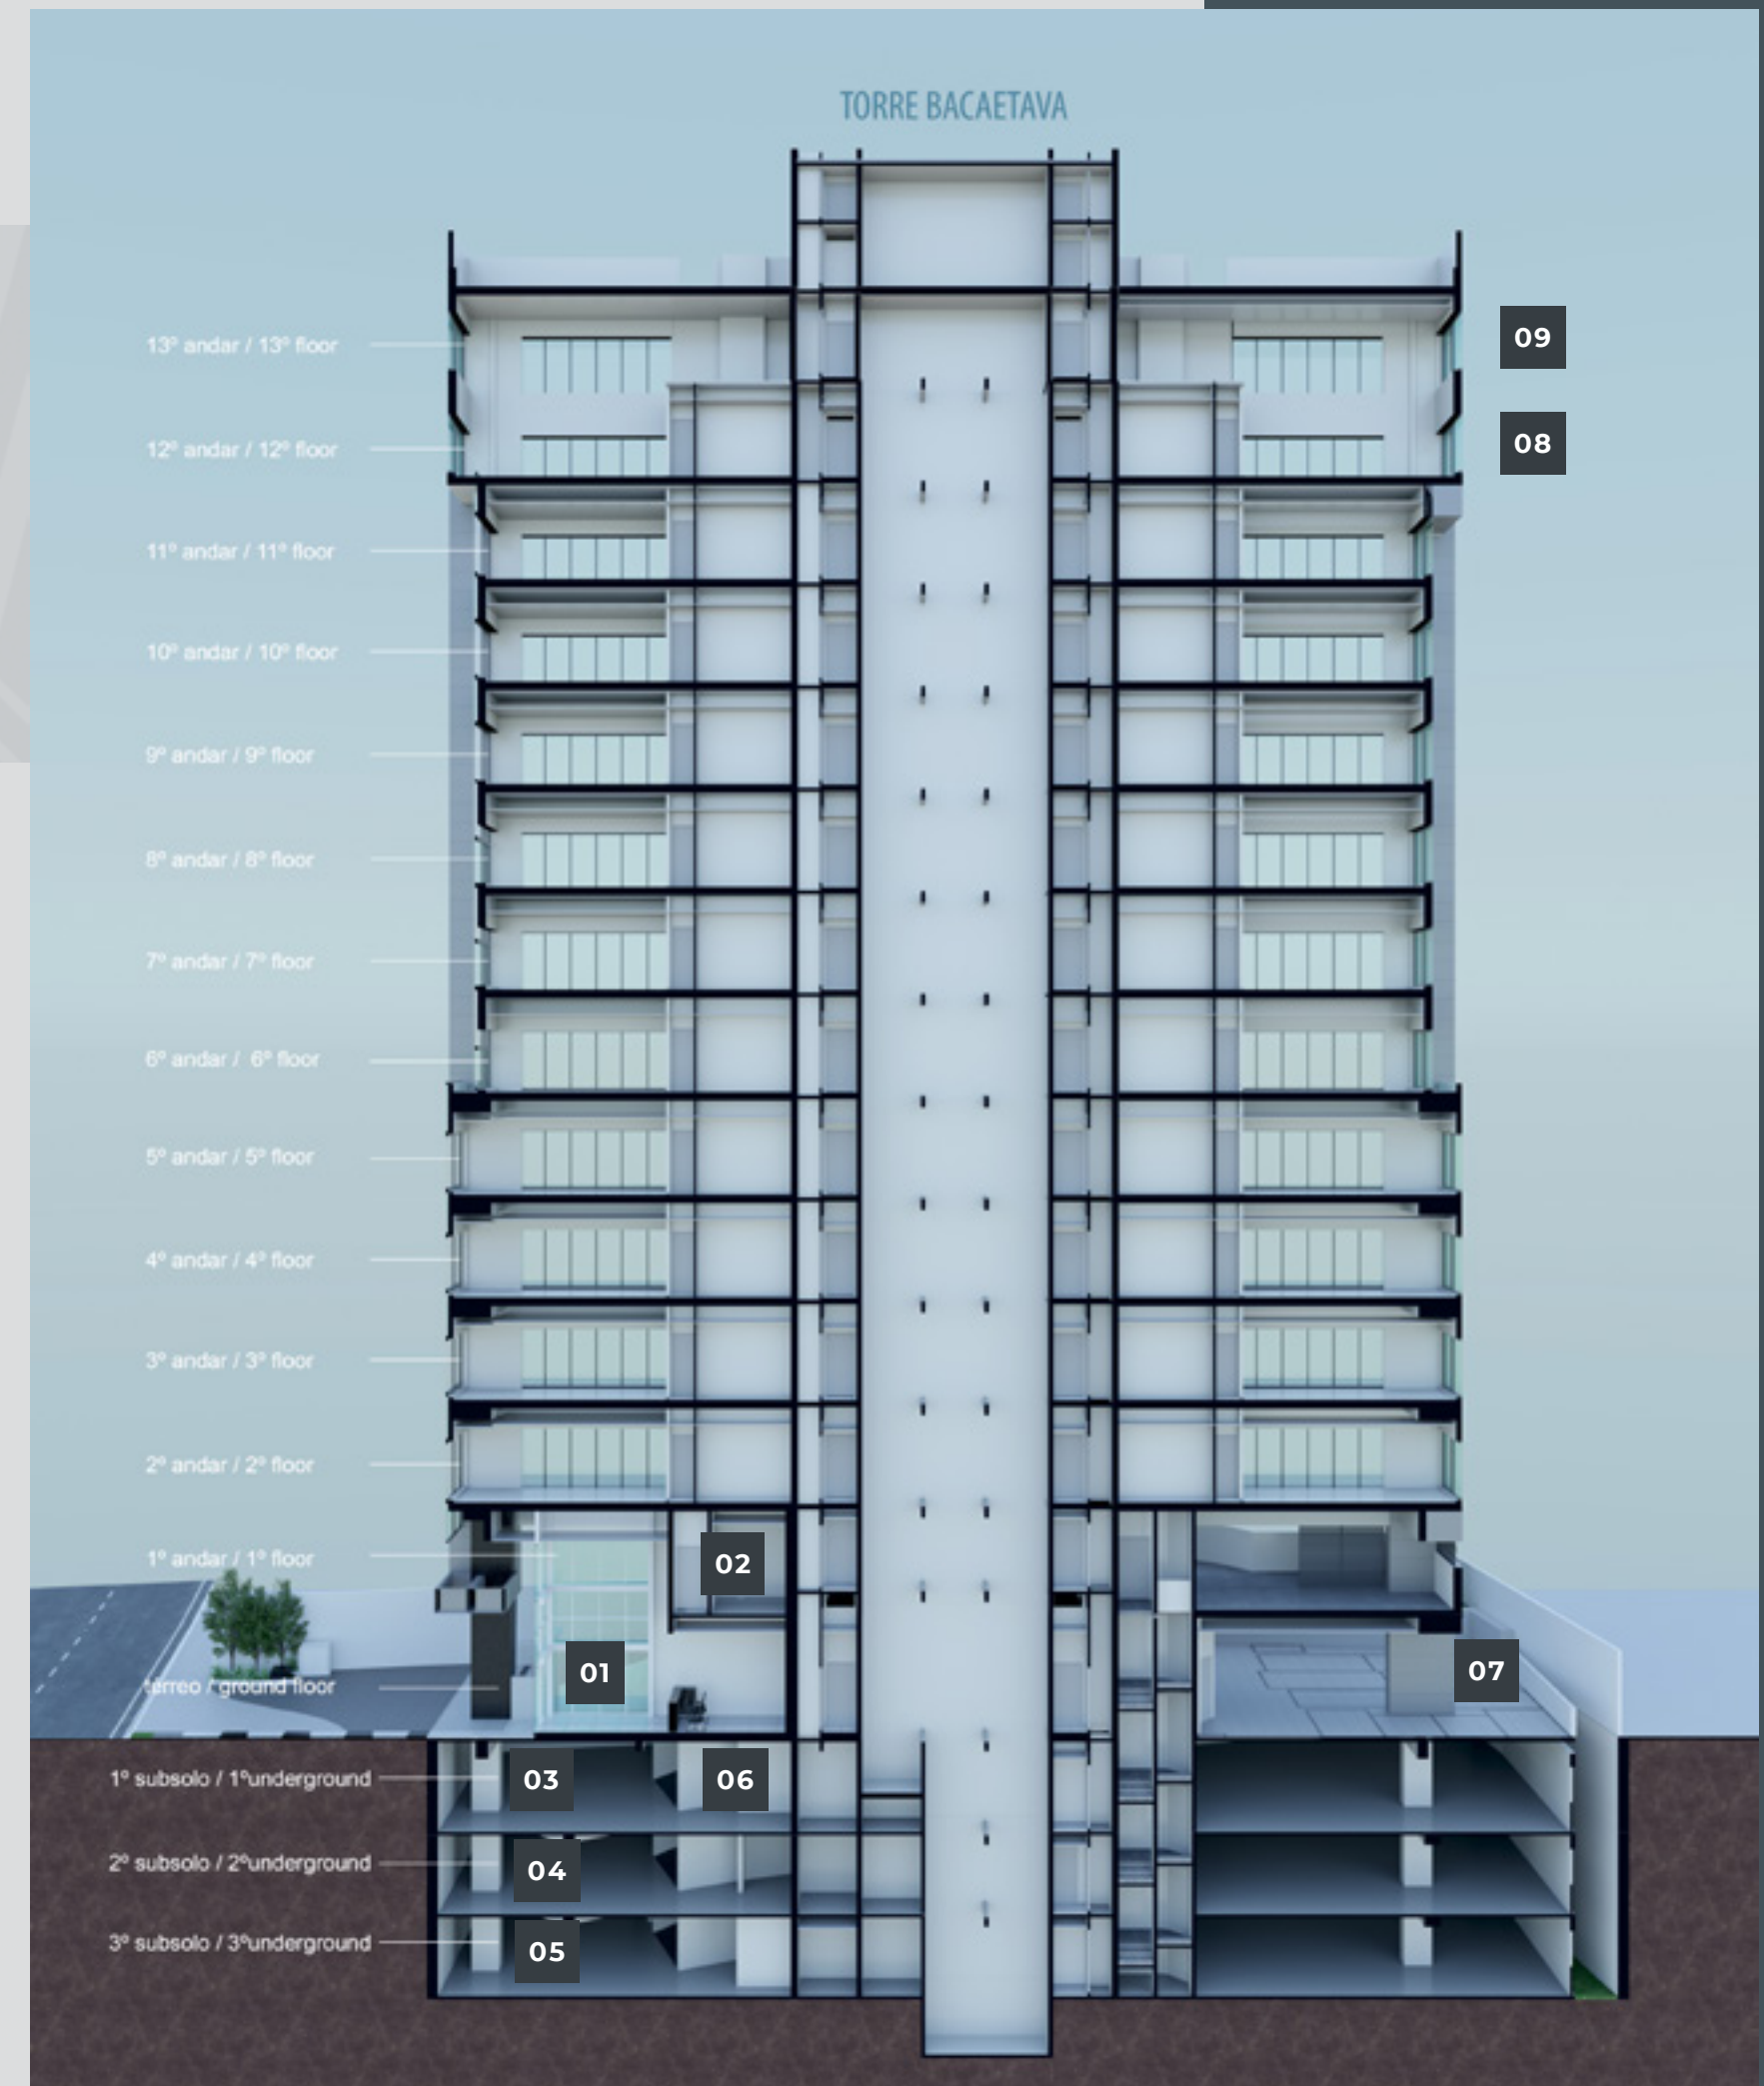 TORRE BACAETAVA
13º andar / 13º floor
09
12º andar / 12º floor
08
11º andar / 11º floor
10º andar / 10º floor
9º andar / 9º floor
8º andar / 8º floor
7º andar / 7º floor
6º andar / 6º floor
5º andar / 5º floor
4º andar / 4º floor
3º andar / 3º floor
2º andar / 2º floor
1º andar / 1º floor
02
01
07
térreo / ground floor
1º subsolo / 1ºunderground
03
06
2º subsolo / 2ºunderground
04
3º subsolo / 3ºunderground
05